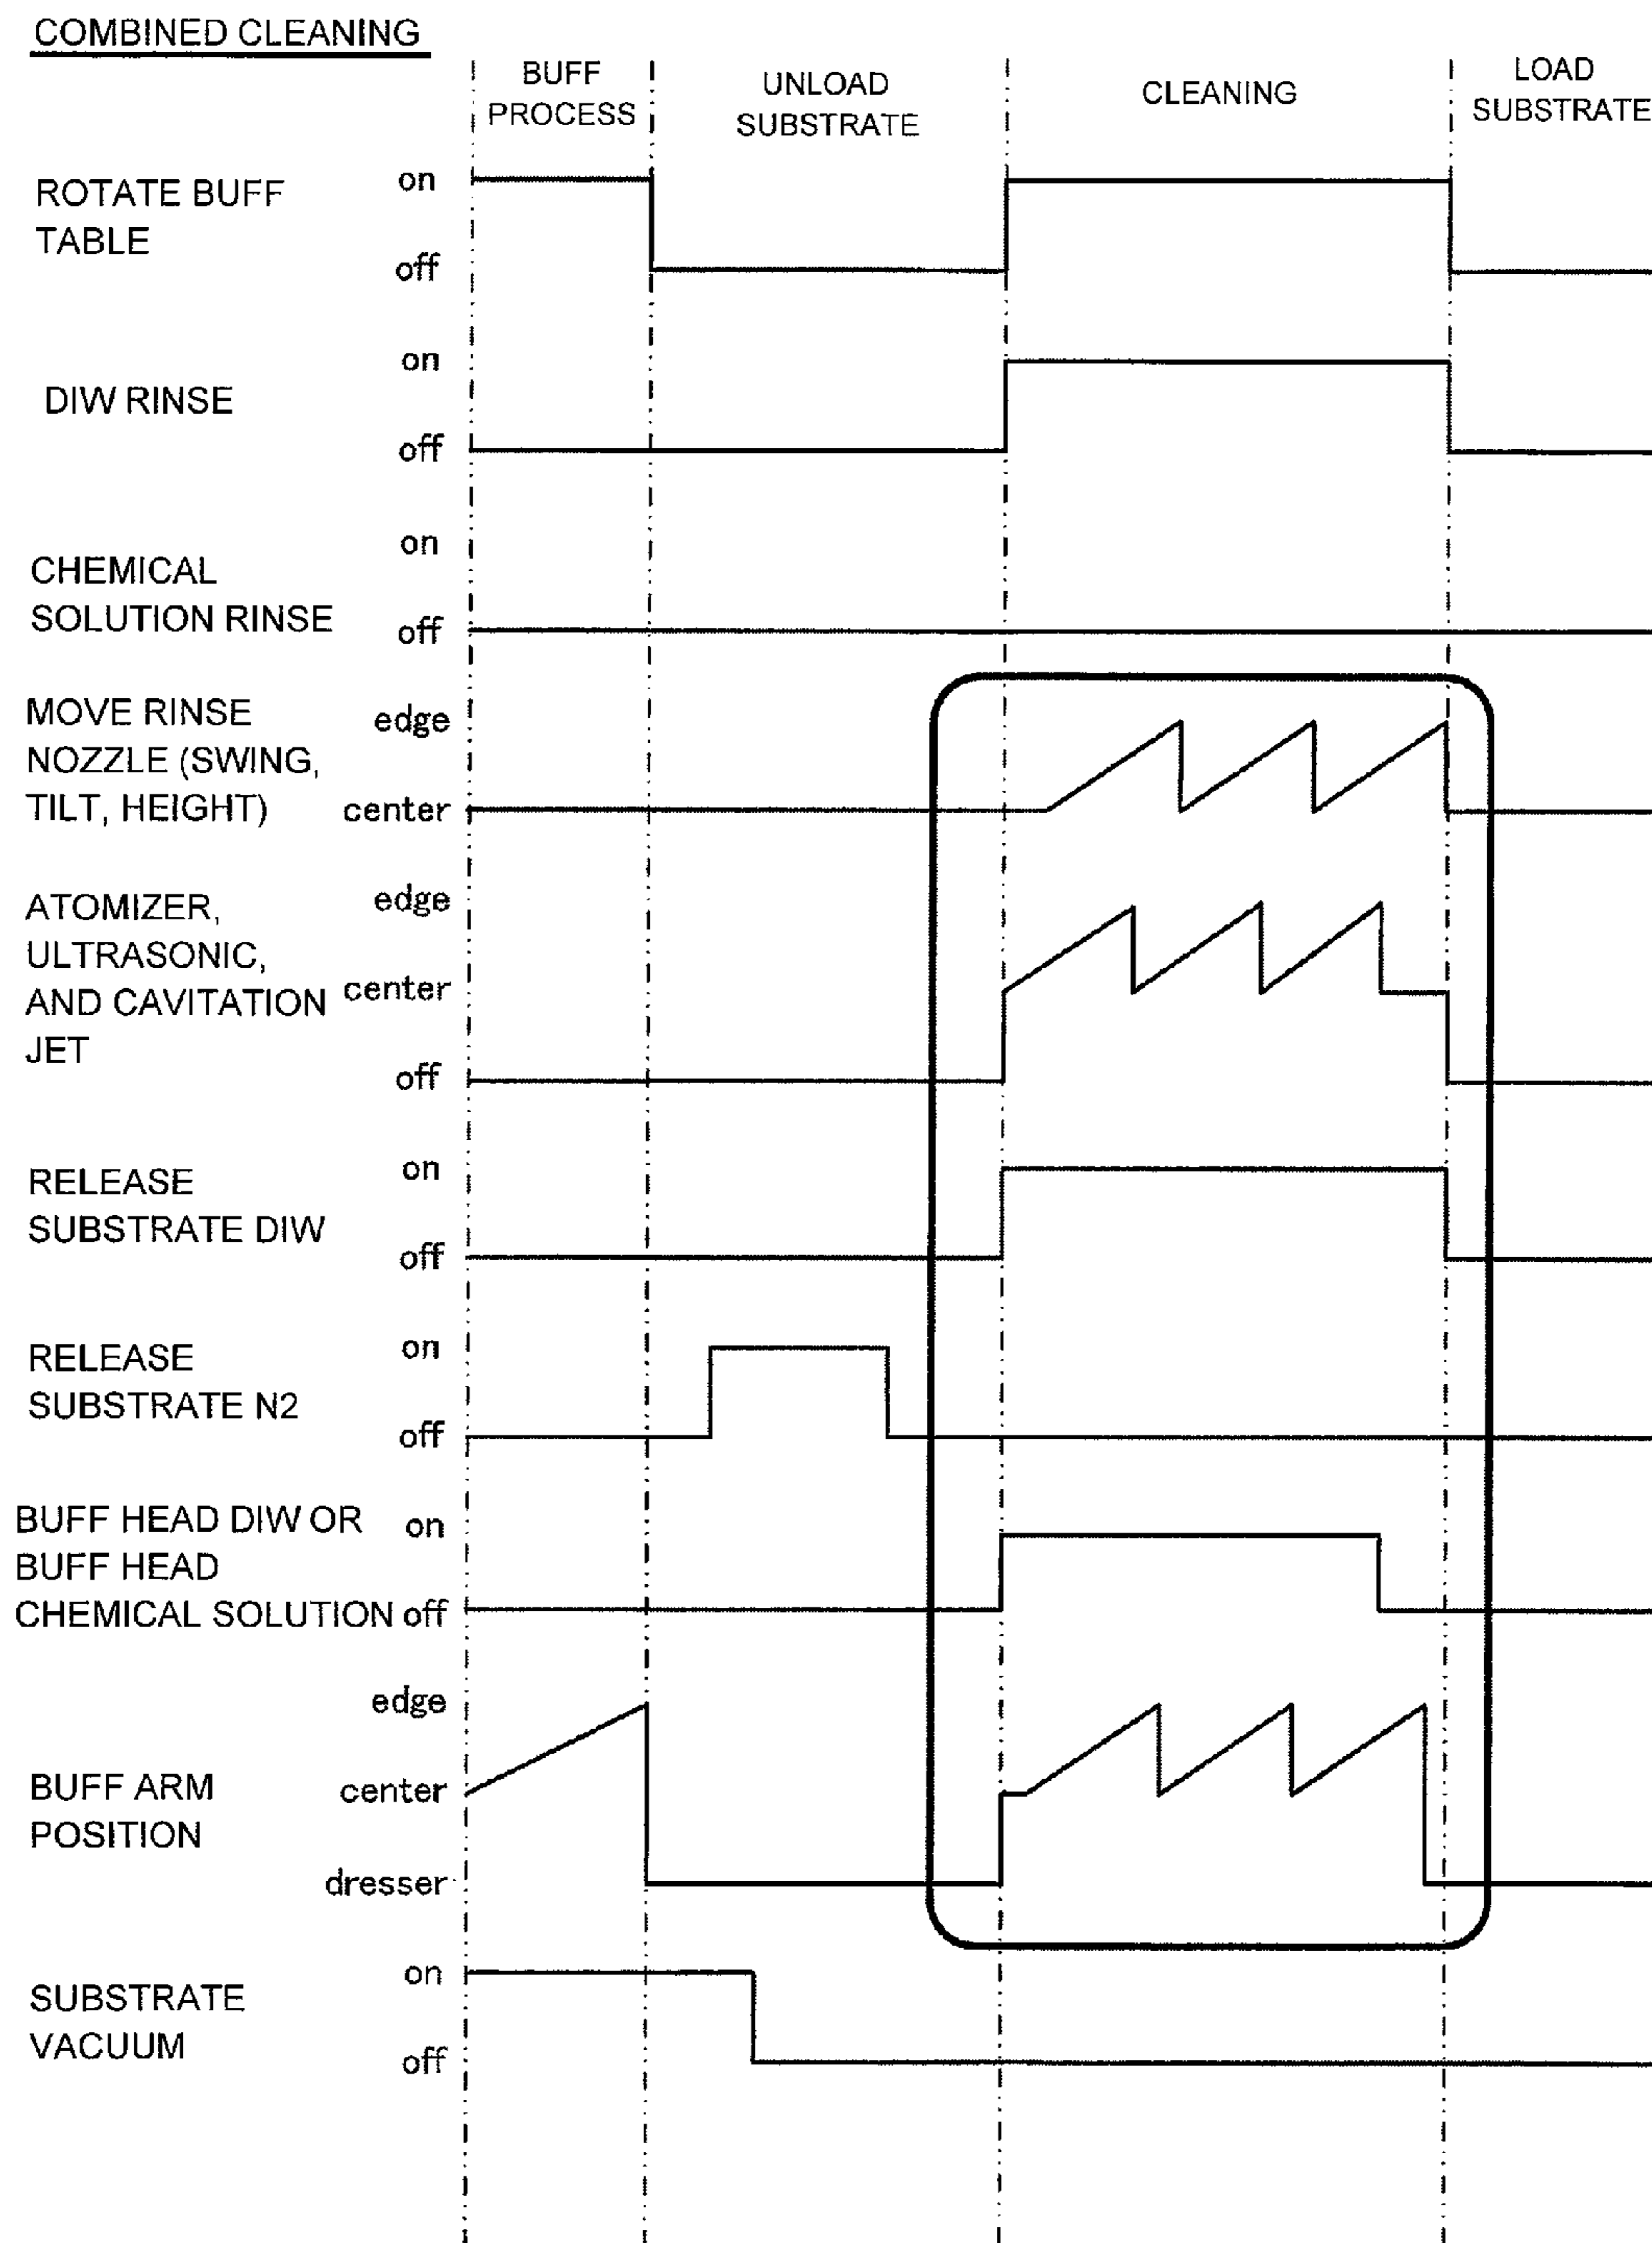 COMBINED CLEANING
BUFF
PROCESS
UNLOAD
SUBSTRATE
CLEANING
LOAD
SUBSTRATE
ROTATE BUFF
TABLE
on
off
DIW RINSE
on
off
CHEMICAL
SOLUTION RINSE
on
off
MOVE RINSE
NOZZLE (SWING,
TILT, HEIGHT)
edge
center
ATOMIZER,
ULTRASONIC,
AND CAVITATION
JET
edge
center
off
RELEASE
SUBSTRATE DIW
on
off
RELEASE
SUBSTRATE N2
on
off
BUFF HEAD DIW OR
BUFF HEAD
CHEMICAL SOLUTION
on
off
BUFF ARM
POSITION
edge
center
dresser
SUBSTRATE
VACUUM
on
off